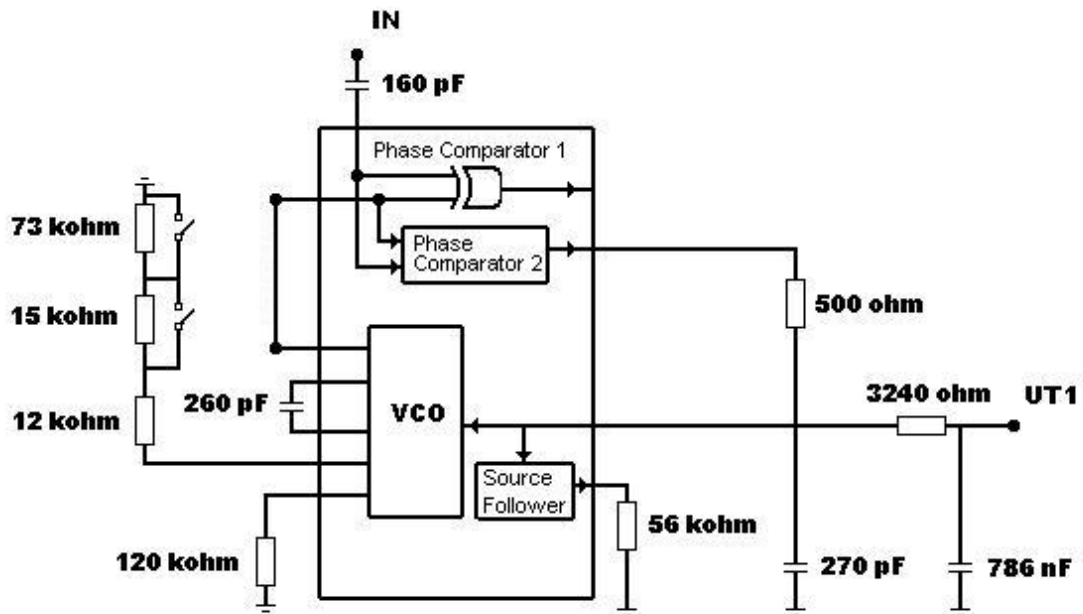 IN
160 pF
Phase Comparator 1
73 kohm
Phase
Comparator 2
15 kohm
500 ohm
3240 ohm
UT1
260 pF
VCO
12 kohm
Source
Follower
56 kohm
120 kohm
270 pF
786 nF